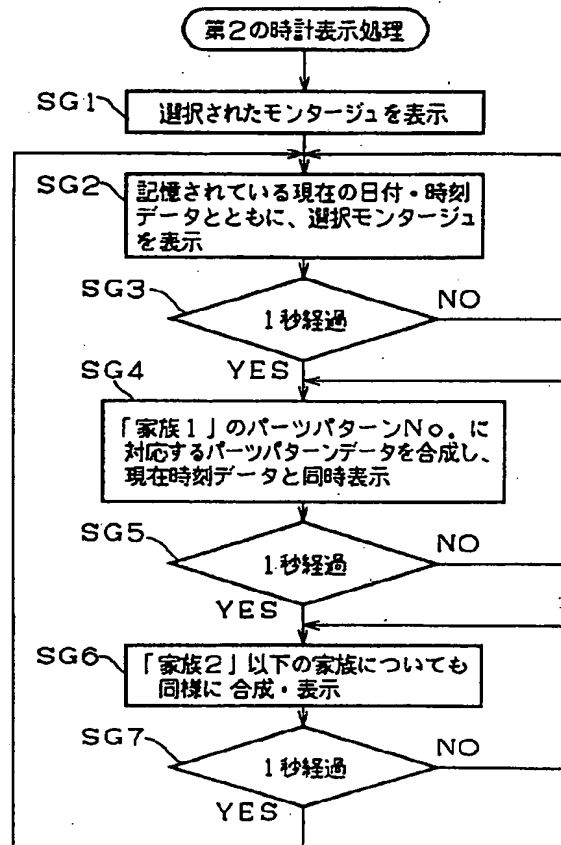 第2の時計表示処理
SG1
選択されたモンタージュを表示
SG2
記憶されている現在の日付・時刻
データとともに、選択モンタージュ
を表示
SG3
1秒経過
NO
YES
SG4
「家族1」のパーツパターンNo.に
対応するパーツパターンデータを合成し、
現在時刻データと同時表示
SG5
1秒経過
NO
YES
SG6
「家族2」以下の家族についても
同様に合成・表示
SG7
1秒経過
NO
YES